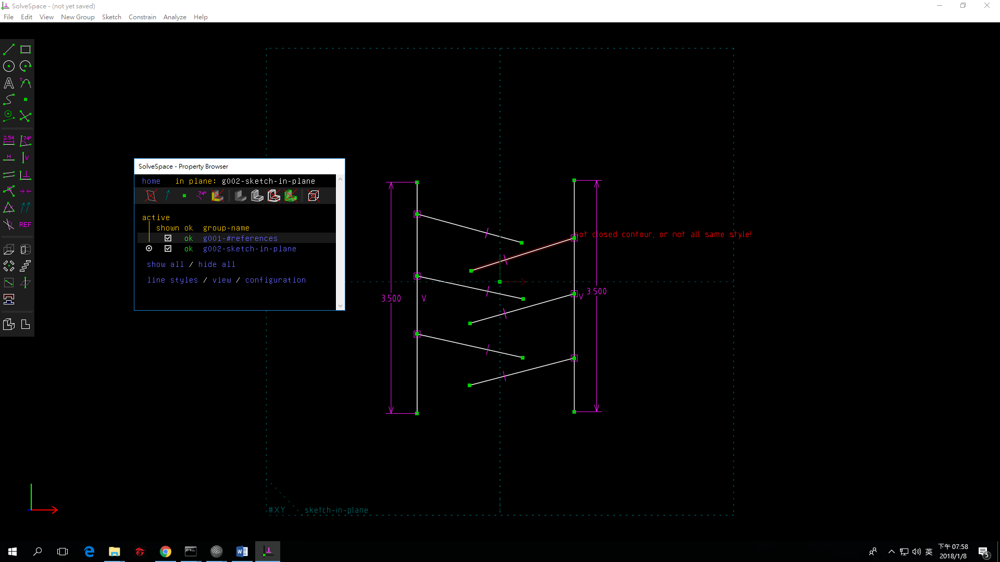 SolveSpace - (not yet saved)
File Edit View New Group Sketch Constrain Analyze Help
2.54 74°
H V
REF
SolveSpace - Property Browser
home in plane: g002-sketch-in-plane
74°
active
shown ok group-name
ok g001-#references
ok g002-sketch-in-plane
show all / hide all
line styles / view / configuration
not closed contour, or not all same style!
3.500 V
V 3.500
#XY sketch-in-plane
英
下午 07:58
2018/1/8
5